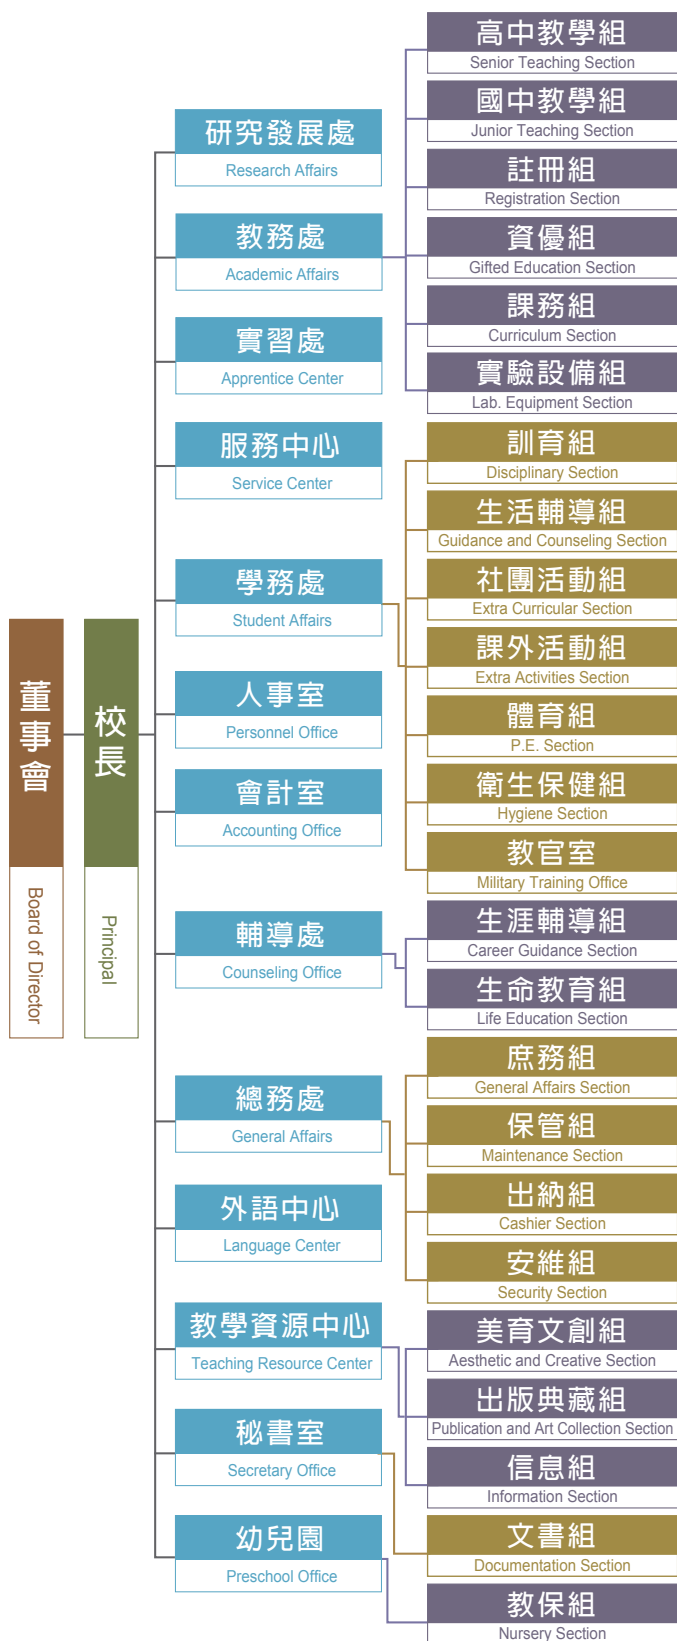 董事會
Board of Director
校長
Principal
研究發展處
Research Affairs
教務處
Academic Affairs
實習處
Apprentice Center
服務中心
Service Center
學務處
Student Affairs
人事室
Personnel Office
會計室
Accounting Office
輔導處
Counseling Office
總務處
General Affairs
外語中心
Language Center
教學資源中心
Teaching Resource Center
秘書室
Secretary Office
幼兒園
Preschool Office
高中教學組
Senior Teaching Section
國中教學組
Junior Teaching Section
註冊組
Registration Section
資優組
Gifted Education Section
課務組
Curriculum Section
實驗設備組
Lab. Equipment Section
訓育組
Disciplinary Section
生活輔導組
Guidance and Counseling Section
社團活動組
Extra Curricular Section
課外活動組
Extra Activities Section
體育組
P.E. Section
衛生保健組
Hygiene Section
教官室
Military Training Office
生涯輔導組
Career Guidance Section
生命教育組
Life Education Section
庶務組
General Affairs Section
保管組
Maintenance Section
出納組
Cashier Section
安維組
Security Section
美育文創組
Aesthetic and Creative Section
出版典藏組
Publication and Art Collection Section
信息組
Information Section
文書組
Documentation Section
教保組
Nursery Section